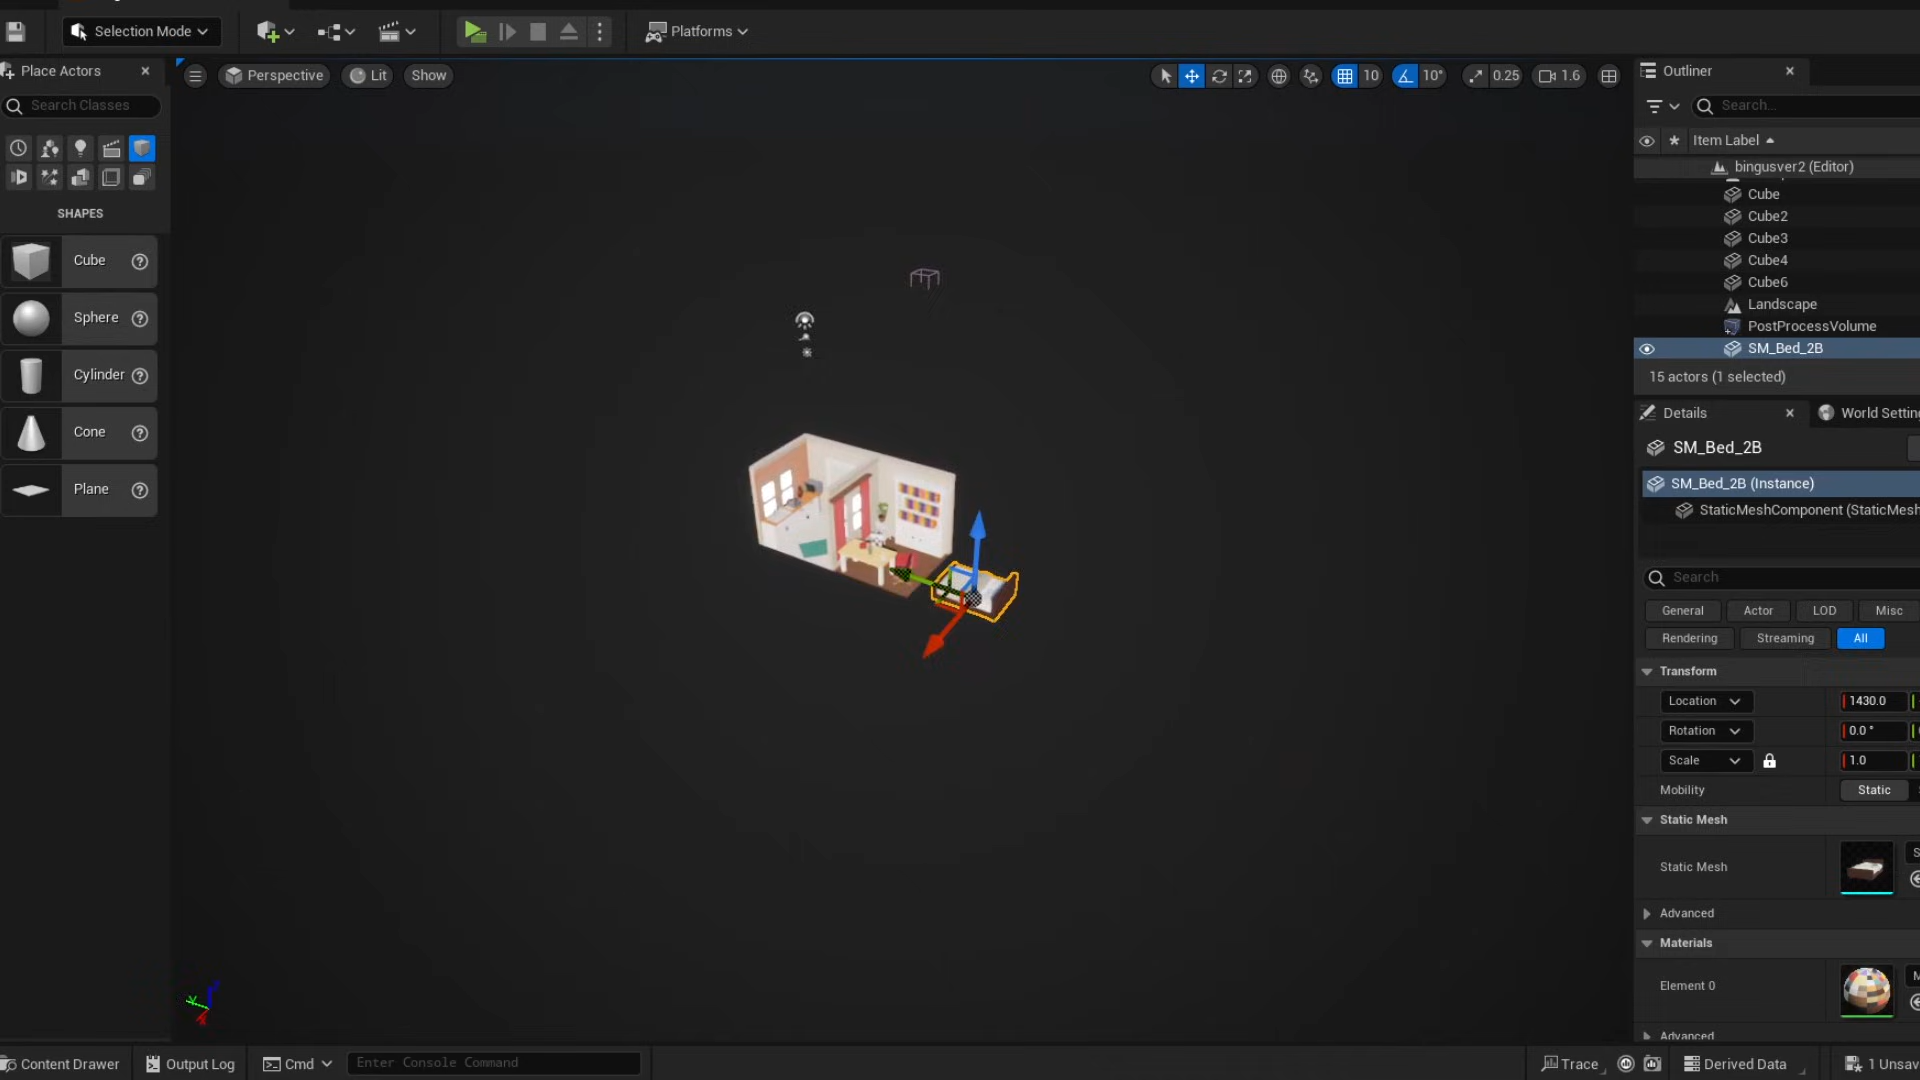 Selection Mode
Platforms
Place Actors
Search Classes
SHAPES
Cube
Sphere
Cylinder
Cone
Plane
Perspective
Lit
Show
10
10°
0.25
1.6
Outliner
Search...
Item Label
bingusver2 (Editor)
Cube
Cube2
Cube3
Cube4
Cube6
Landscape
PostProcessVolume
SM_Bed_2B
15 actors (1 selected)
Details
World Settin
SM_Bed_2B
SM_Bed_2B (Instance)
StaticMeshComponent (StaticMesh
Search
General
Actor
LOD
Misc
Rendering
Streaming
All
Transform
Location
1430.0
Rotation
0.0 °
Scale
1.0
Mobility
Static
Static Mesh
Static Mesh
Advanced
Materials
Element 0
Advanced
Content Drawer
Output Log
Cmd
Enter Console Command
Trace
Derived Data
1 Unsav